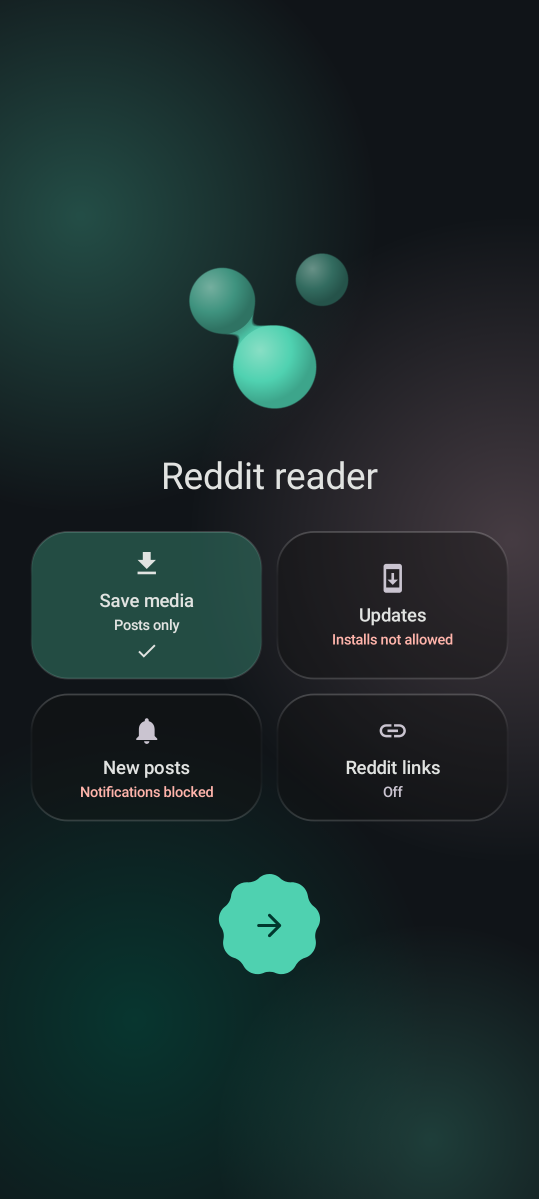 Reddit reader
Save media
Posts only
Updates
Installs not allowed
New posts
Notifications blocked
Reddit links
Off